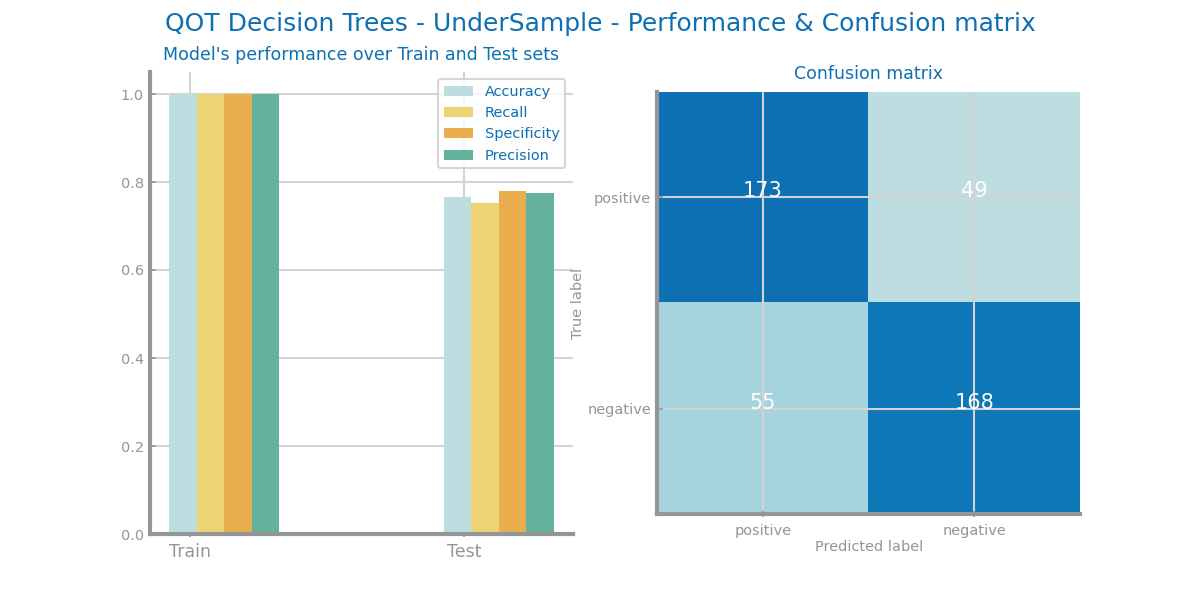 QOT Decision Trees - UnderSample - Performance & Confusion matrix
Model's performance over Train and Test sets
1.0
0.8
0.6
0.4
0.2
0.0
Train
Test
Accuracy
Recall
Specificity
Precision
Confusion matrix
True label
positive
negative
173
49
55
168
positive
negative
Predicted label